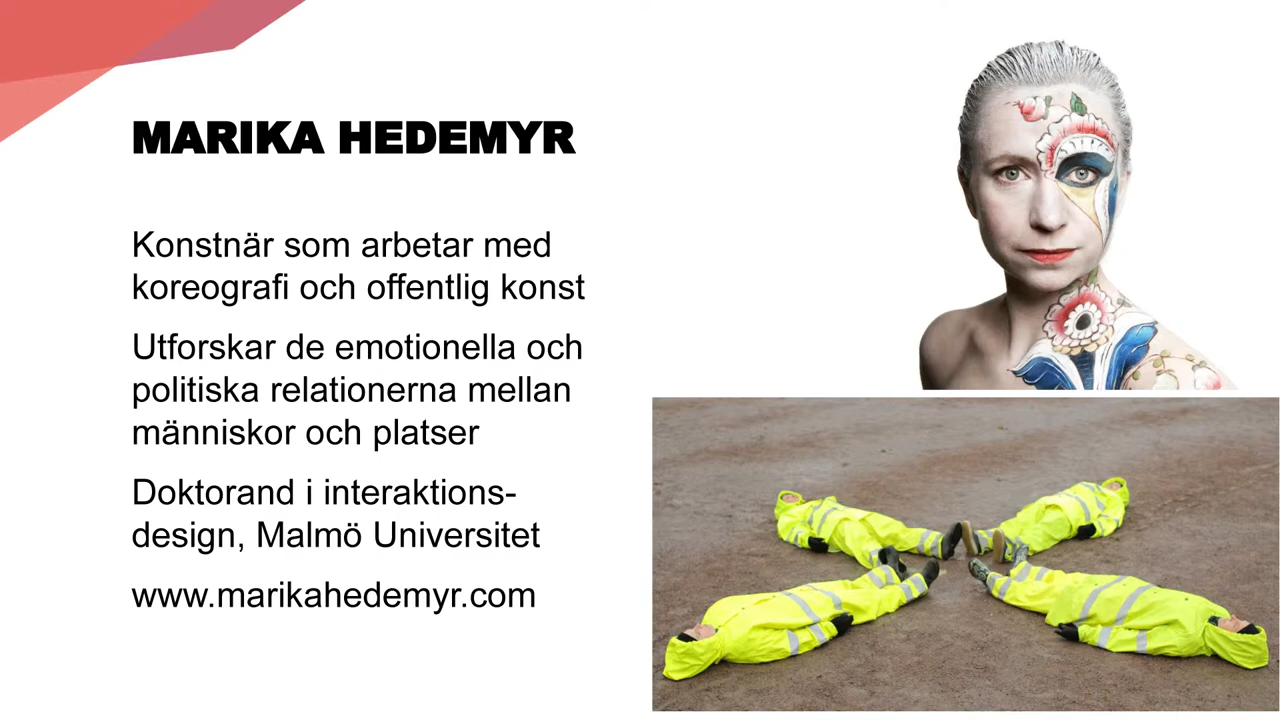 MARIKA HEDEMYR
Konstnär som arbetar med
koreografi och offentlig konst
Utforskar de emotionella och
politiska relationerna mellan
människor och platser
Doktorand i interaktions-
design, Malmö Universitet
www.marikahedemyr.com